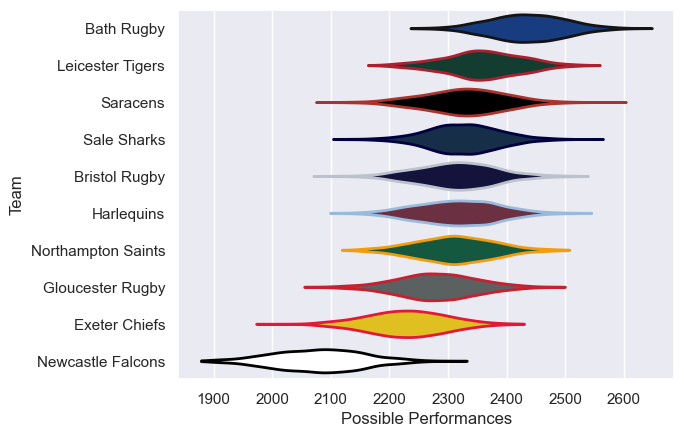 Team
Bath Rugby
Leicester Tigers
Saracens
Sale Sharks
Bristol Rugby
Harlequins
Northampton Saints
Gloucester Rugby
Exeter Chiefs
Newcastle Falcons
1900 2000 2100 2200 2300 2400 2500 2600
Possible Performances